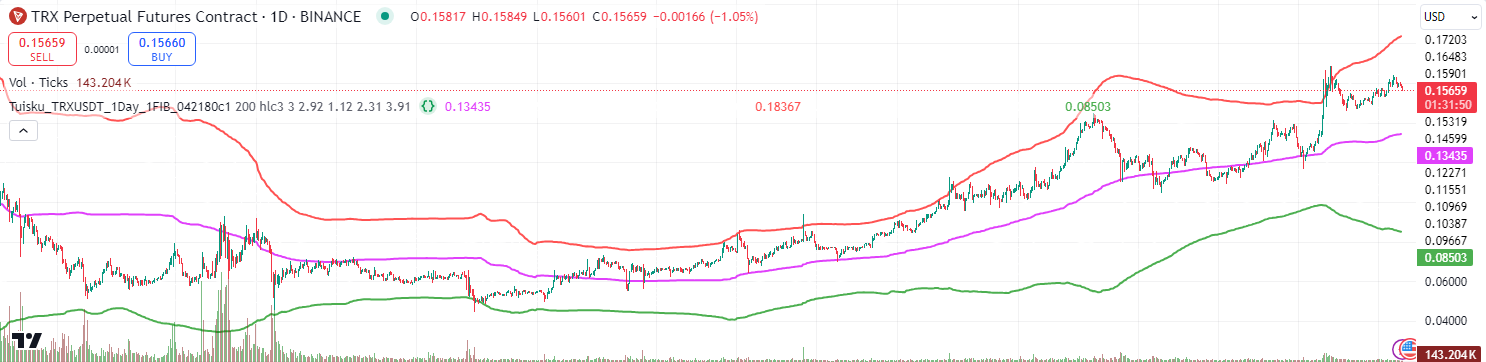 TRX Perpetual Futures Contract · 1D · BINANCE O0.15817 H0.15849 L0.15601 C0.15659 −0.00166 (−1.05%)
USD
0.15659 SELL
0.00001
0.15660 BUY
Vol · Ticks 143.204 K
Tuisku_TRXUSDT_1Day_1FIB_042180c1 200 hlc3 3 2.92 1.12 2.31 3.91 {} 0.13435 0.18367 0.08503
0.17203
0.16483
0.15901
0.15659
01:31:50
0.15319
0.14599
0.13435
0.12271
0.11551
0.10969
0.10387
0.09667
0.08503
0.06000
0.04000
143.204 K